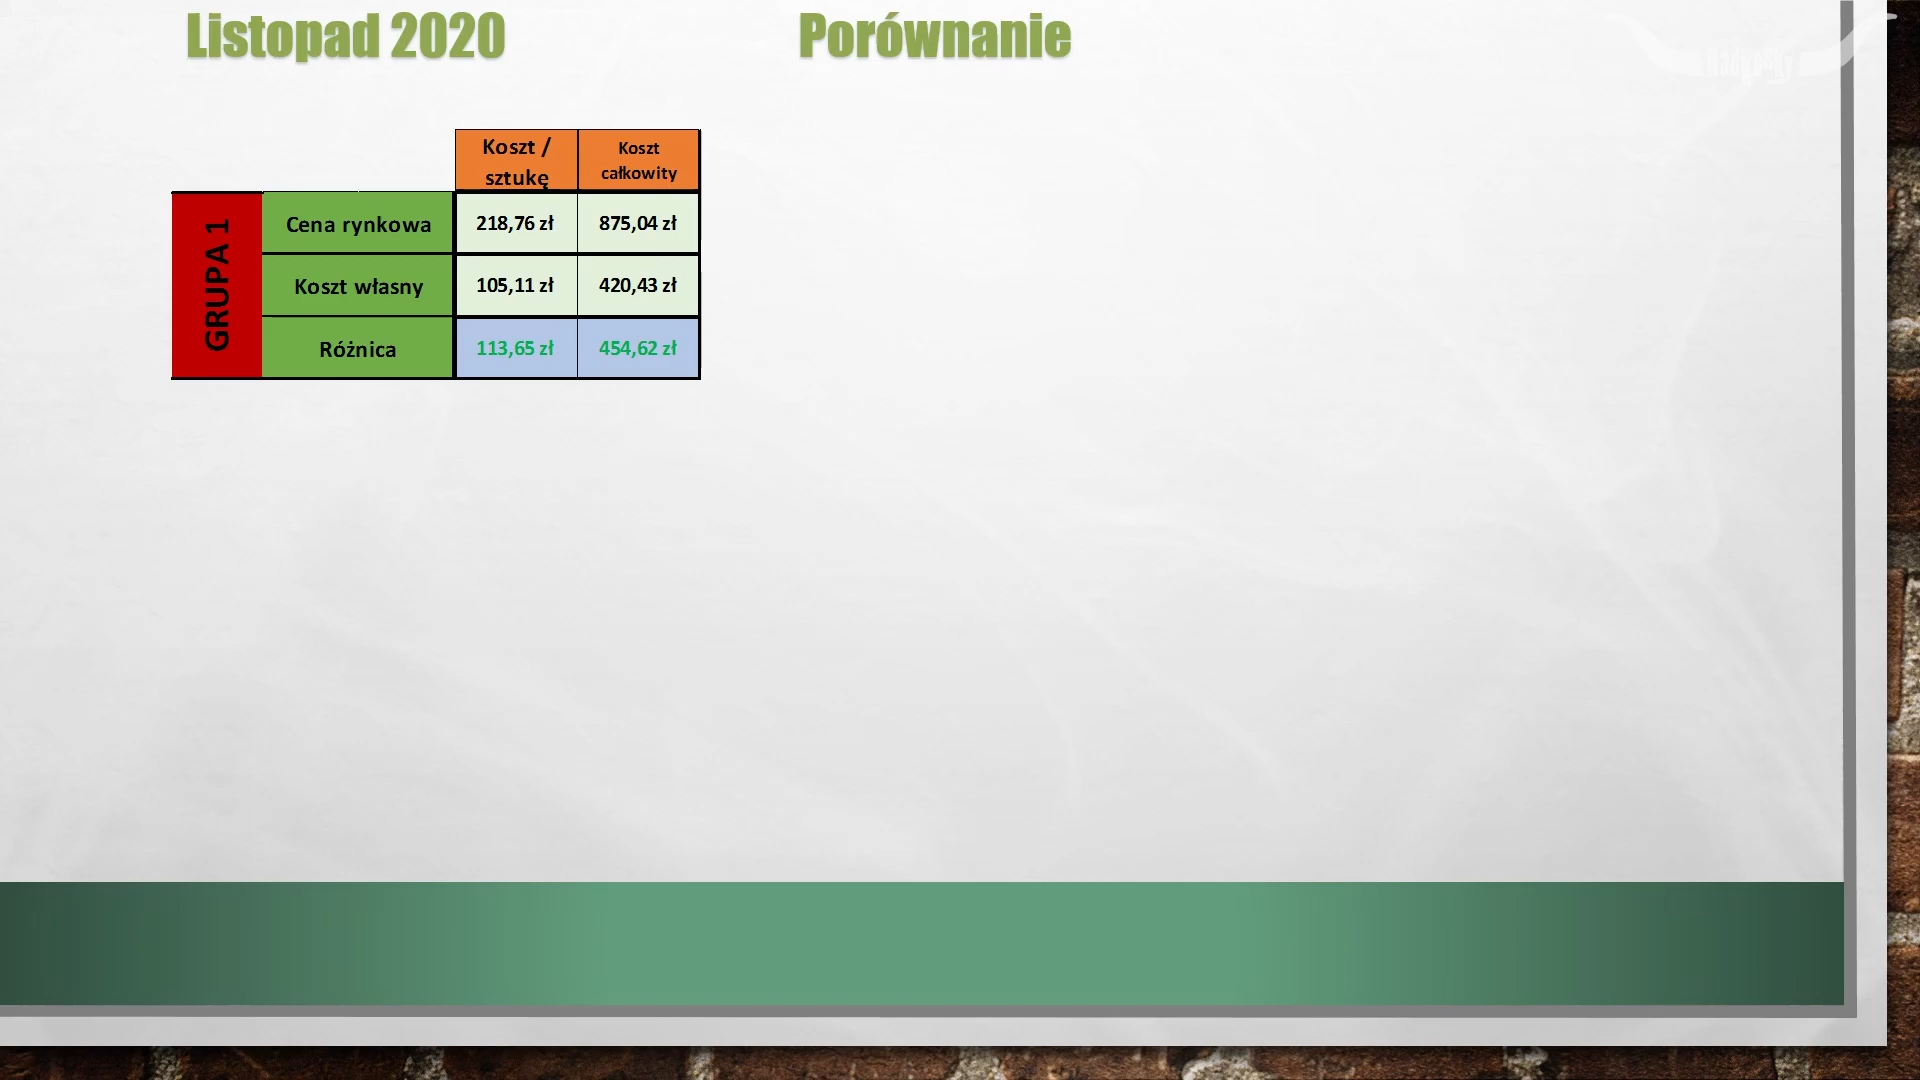 Listopad 2020
Porównanie
Koszt /
sztukę
Koszt
całkowity
GRUPA 1
Cena rynkowa
218,76 zł
875,04 zł
Koszt własny
105,11 zł
420,43 zł
Różnica
113,65 zł
454,62 zł